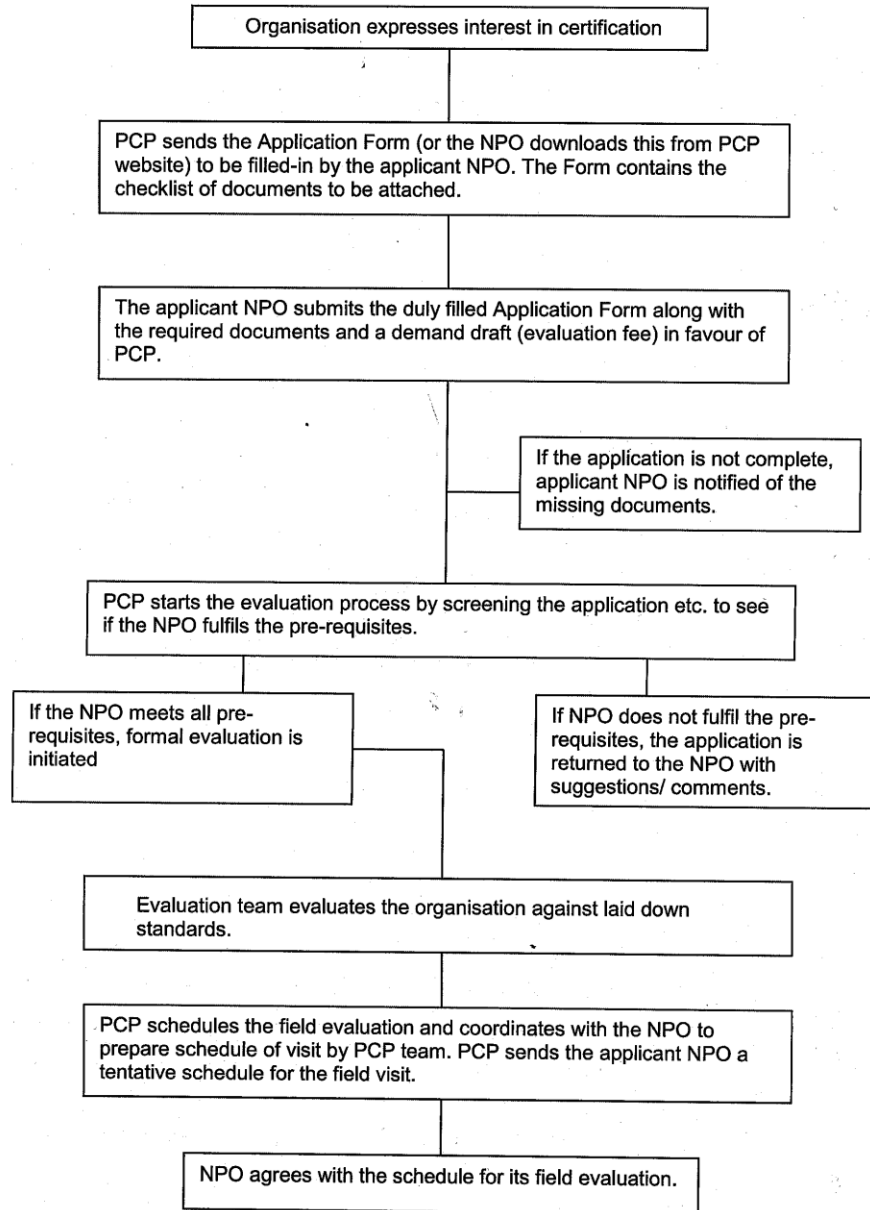 Organisation expresses interest in certification
PCP sends the Application Form (or the NPO downloads this from PCP
website) to be filled-in by the applicant NPO. The Form contains the
checklist of documents to be attached.
The applicant NPO submits the duly filled Application Form along with
the required documents and a demand draft (evaluation fee) in favour of
PCP.
If the application is not complete,
applicant NPO is notified of the
missing documents.
PCP starts the evaluation process by screening the application etc. to see
if the NPO fulfils the pre-requisites.
If the NPO meets all pre-
requisites, formal evaluation is
initiated
If NPO does not fulfil the pre-
requisites, the application is
returned to the NPO with
suggestions/ comments.
Evaluation team evaluates the organisation against laid down
standards.
PCP schedules the field evaluation and coordinates with the NPO to
prepare schedule of visit by PCP team. PCP sends the applicant NPO a
tentative schedule for the field visit.
NPO agrees with the schedule for its field evaluation.